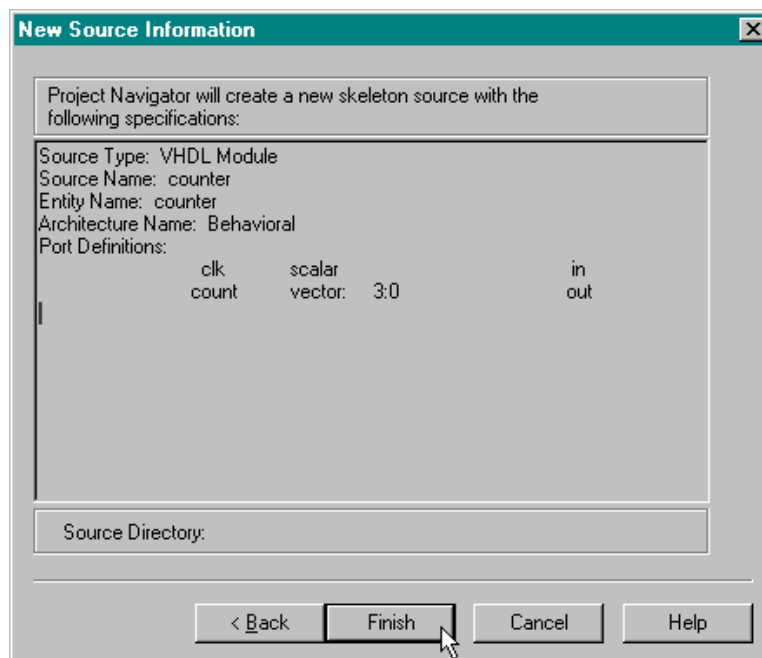 New Source Information
Project Navigator will create a new skeleton source with the
following specifications:
Source Type: VHDL Module
Source Name: counter
Entity Name: counter
Architecture Name: Behavioral
Port Definitions:
clk scalar in
count vector: 3:0 out
Source Directory:
< Back Finish Cancel Help